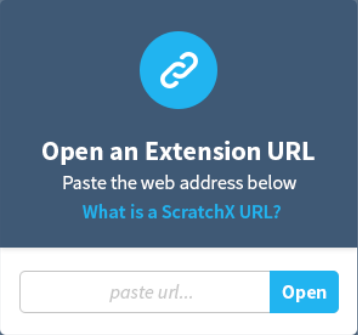 Open an Extension URL
Paste the web address below
What is a ScratchX URL?
paste url... Open